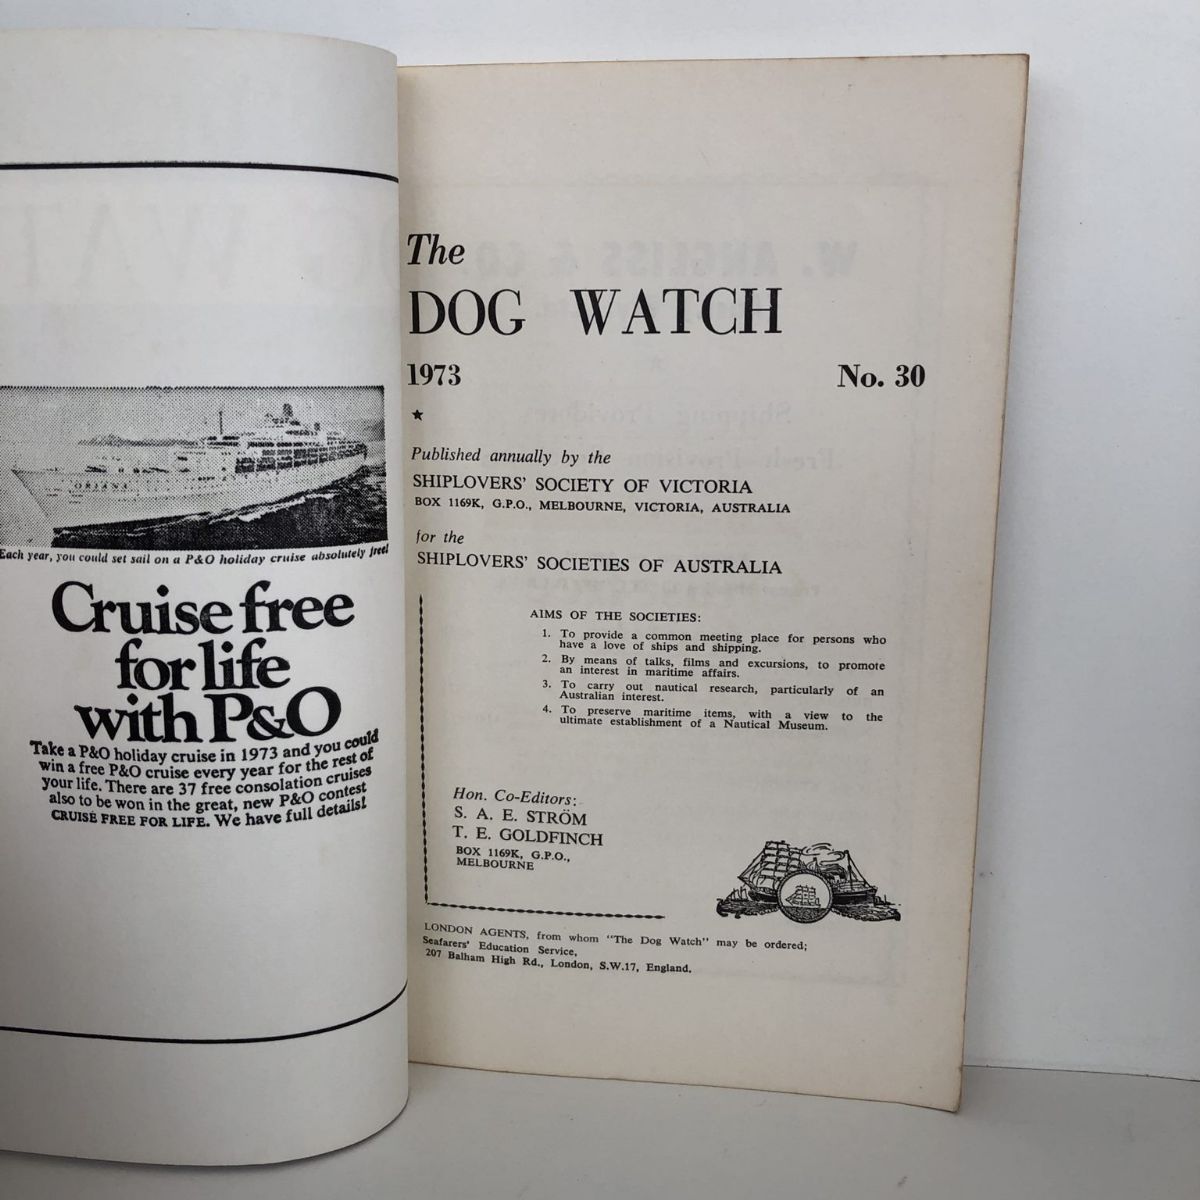 Each year, you could set sail on a P&O holiday cruise absolutely free!
Cruise free
for life
with P&O
Take a P&O holiday cruise in 1973 and you could
win a free P&O cruise every year for the rest of
your life. There are 37 free consolation cruises
also to be won in the great, new P&O contest
CRUISE FREE FOR LIFE. We have full details!
The
DOG WATCH
1973 No. 30
★
Published annually by the
SHIPLOVERS' SOCIETY OF VICTORIA
BOX 1169K, G.P.O., MELBOURNE, VICTORIA, AUSTRALIA
for the
SHIPLOVERS' SOCIETIES OF AUSTRALIA
AIMS OF THE SOCIETIES:
1. To provide a common meeting place for persons who
have a love of ships and shipping.
2. By means of talks, films and excursions, to promote
an interest in maritime affairs.
3. To carry out nautical research, particularly of an
Australian interest.
4. To preserve maritime items, with a view to the
ultimate establishment of a Nautical Museum.
Hon. Co-Editors:
S. A. E. STRÖM
T. E. GOLDFINCH
BOX 1169K, G.P.O.,
MELBOURNE
LONDON AGENTS, from whom "The Dog Watch" may be ordered;
Seafarers' Education Service,
207 Balham High Rd., London, S.W.17, England.